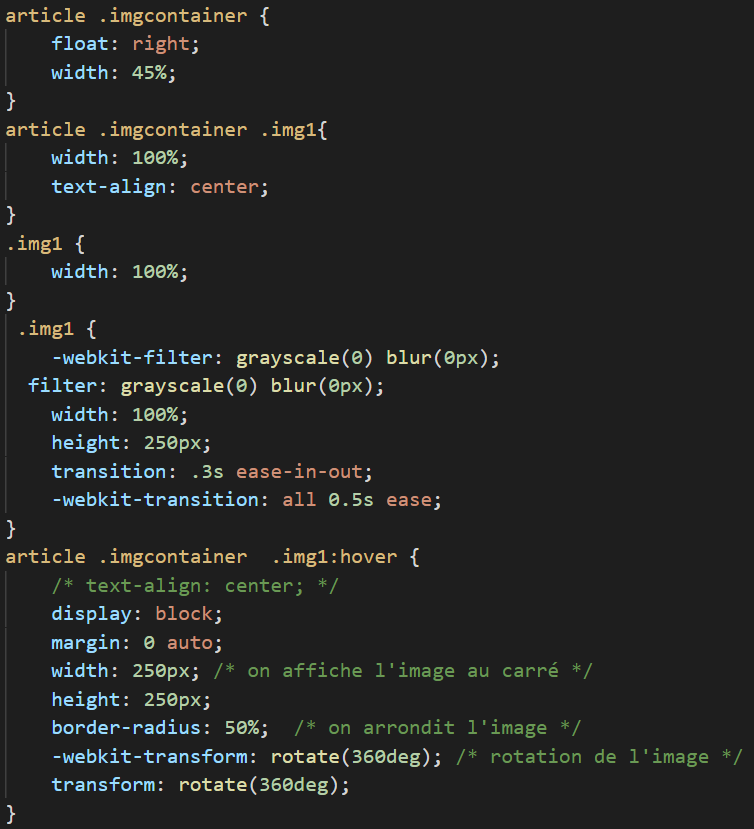 article .imgcontainer {
    float: right;
    width: 45%;
}
article .imgcontainer .img1{
    width: 100%;
    text-align: center;
}
.img1 {
    width: 100%;
}
 .img1 {
    -webkit-filter: grayscale(0) blur(0px);
  filter: grayscale(0) blur(0px);
    width: 100%;
    height: 250px;
    transition: .3s ease-in-out;
    -webkit-transition: all 0.5s ease;
}
article .imgcontainer  .img1:hover {
    /* text-align: center; */
    display: block;
    margin: 0 auto;
    width: 250px; /* on affiche l'image au carré */
    height: 250px;
    border-radius: 50%;  /* on arrondit l'image */
    -webkit-transform: rotate(360deg); /* rotation de l'image */
    transform: rotate(360deg);
}